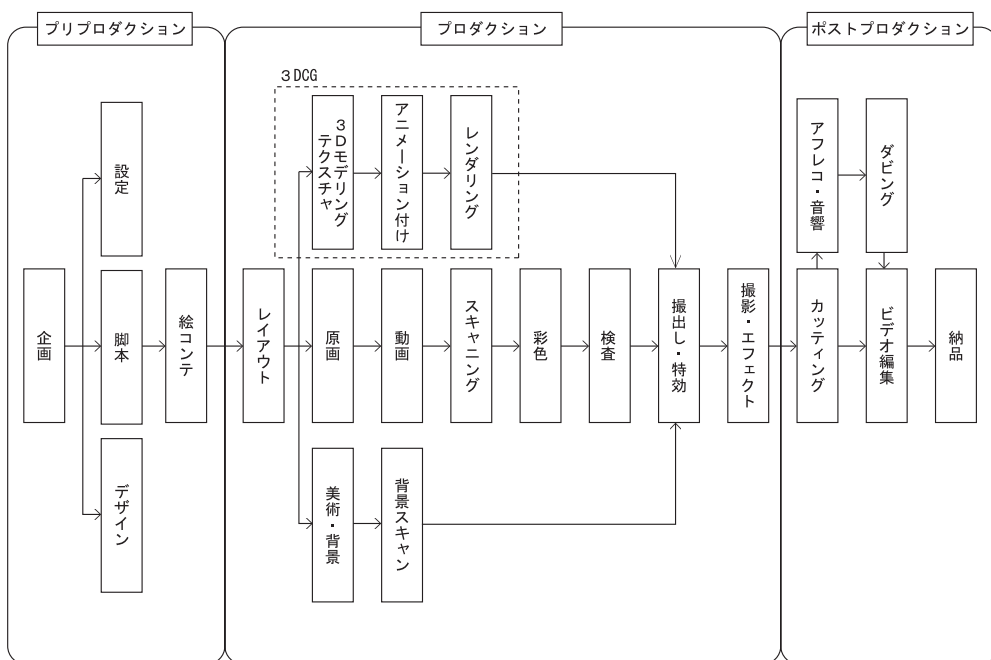 プリプロダクション
プロダクション
ポストプロダクション
3DCG
設定
3Dモデリング
テクスチャ
アニメーション付け
レンダリング
アフレコ・音響
ダビング
企画
脚本
絵コンテ
レイアウト
原画
動画
スキャニング
彩色
検査
撮出し・特効
撮影・エフェクト
カッティング
ビデオ編集
納品
デザイン
美術・背景
背景スキャン